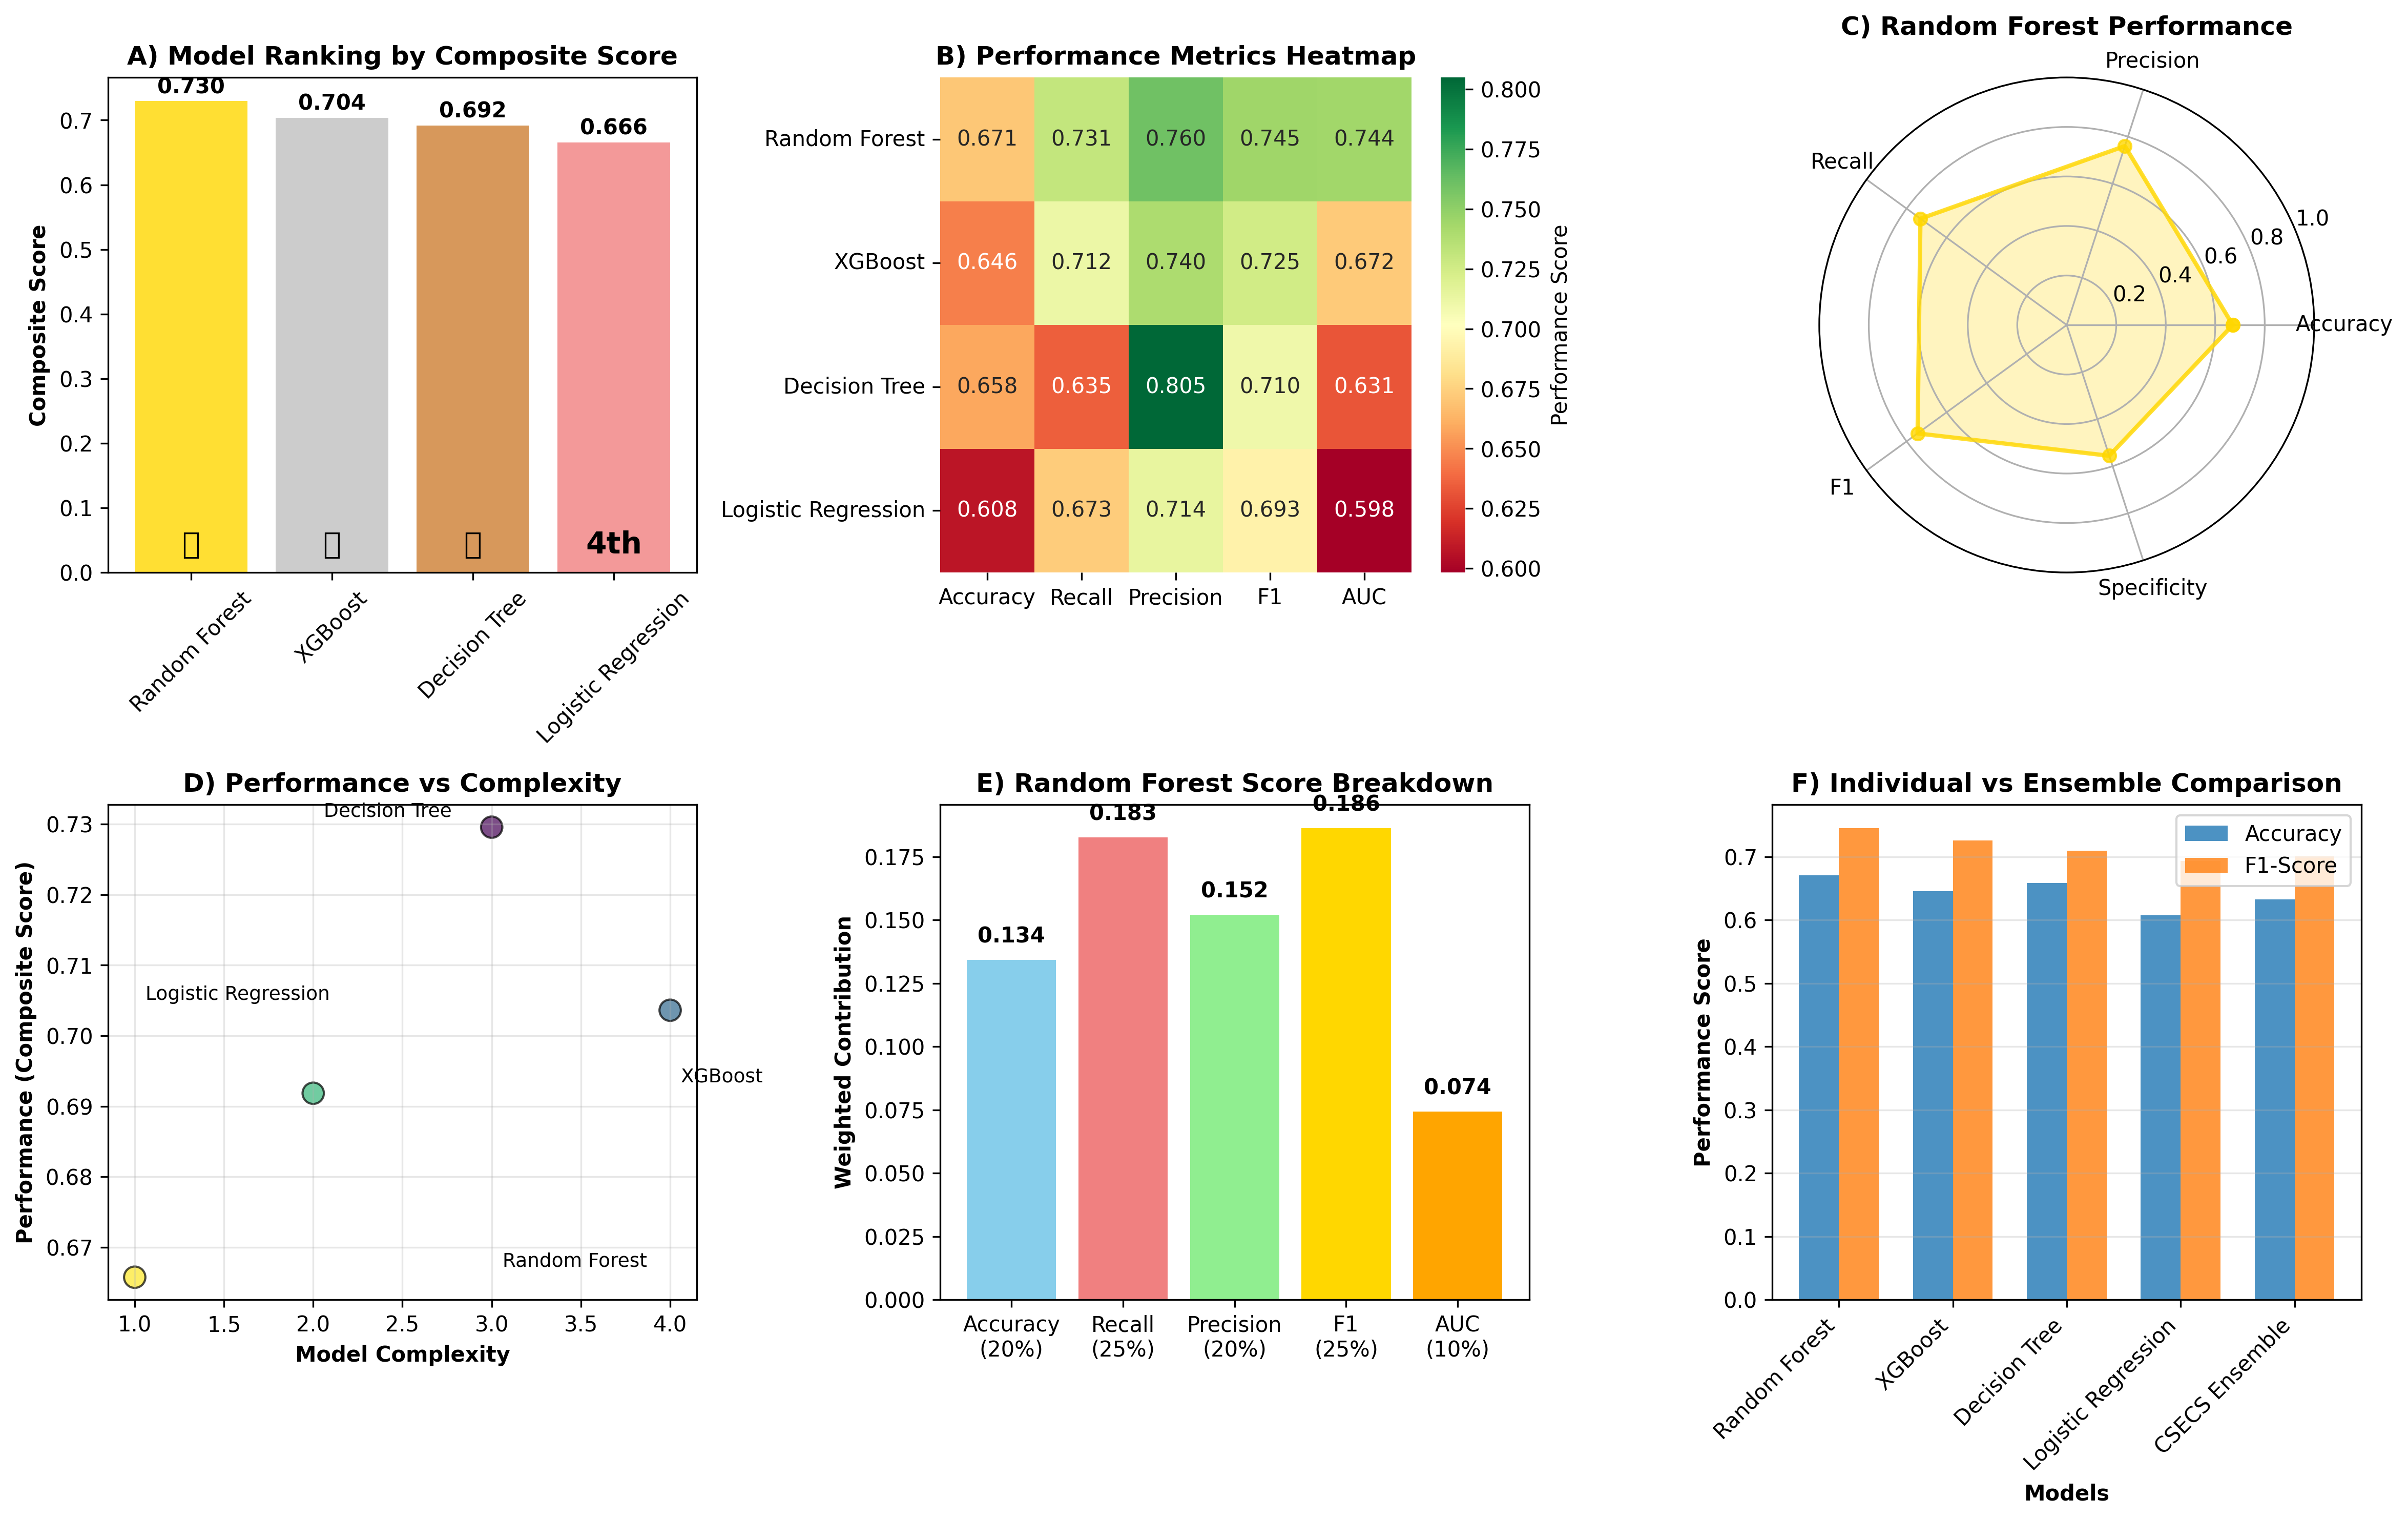 A) Model Ranking by Composite Score
Composite Score
0.7
0.6
0.5
0.4
0.3
0.2
0.1
0.0
0.730
0.704
0.692
0.666
4th
Random Forest
XGBoost
Decision Tree
Logistic Regression
B) Performance Metrics Heatmap
Random Forest 0.671 0.731 0.760 0.745 0.744
XGBoost 0.646 0.712 0.740 0.725 0.672
Decision Tree 0.658 0.635 0.805 0.710 0.631
Logistic Regression 0.608 0.673 0.714 0.693 0.598
Accuracy Recall Precision F1 AUC
0.800
0.775
0.750
0.725
0.700
0.675
0.650
0.625
0.600
Performance Score
C) Random Forest Performance
Precision
Recall
Accuracy
F1
Specificity
0.2
0.4
0.6
0.8
1.0
D) Performance vs Complexity
Performance (Composite Score)
0.73
0.72
0.71
0.70
0.69
0.68
0.67
Decision Tree
Logistic Regression
XGBoost
Random Forest
1.0 1.5 2.0 2.5 3.0 3.5 4.0
Model Complexity
E) Random Forest Score Breakdown
Weighted Contribution
0.175
0.150
0.125
0.100
0.075
0.050
0.025
0.000
0.134
0.183
0.152
0.186
0.074
Accuracy Recall Precision F1 AUC
(20%) (25%) (20%) (25%) (10%)
F) Individual vs Ensemble Comparison
Accuracy
F1-Score
Performance Score
0.7
0.6
0.5
0.4
0.3
0.2
0.1
0.0
Random Forest
XGBoost
Decision Tree
Logistic Regression
CSECS Ensemble
Models